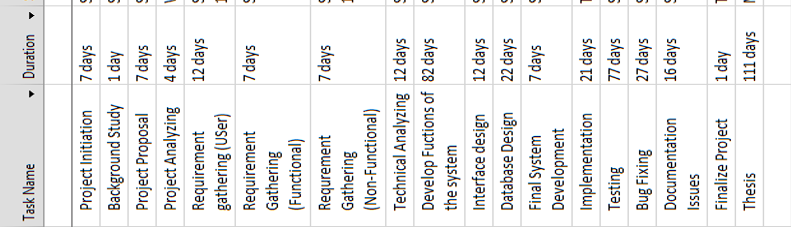 Task Name Duration
Project Initiation 7 days
Background Study 1 day
Project Proposal 7 days
Project Analyzing 4 days
Requirement 12 days
gathering (USer)
Requirement 7 days
Gathering
(Functional)
Requirement 7 days
Gathering
(Non-Functional)
Technical Analyzing 12 days
Develop Fuctions of 82 days
the system
Interface design 12 days
Database Design 22 days
Final System 7 days
Development
Implementation 21 days
Testing 77 days
Bug Fixing 27 days
Documentation 16 days
Issues
Finalize Project 1 day
Thesis 111 days